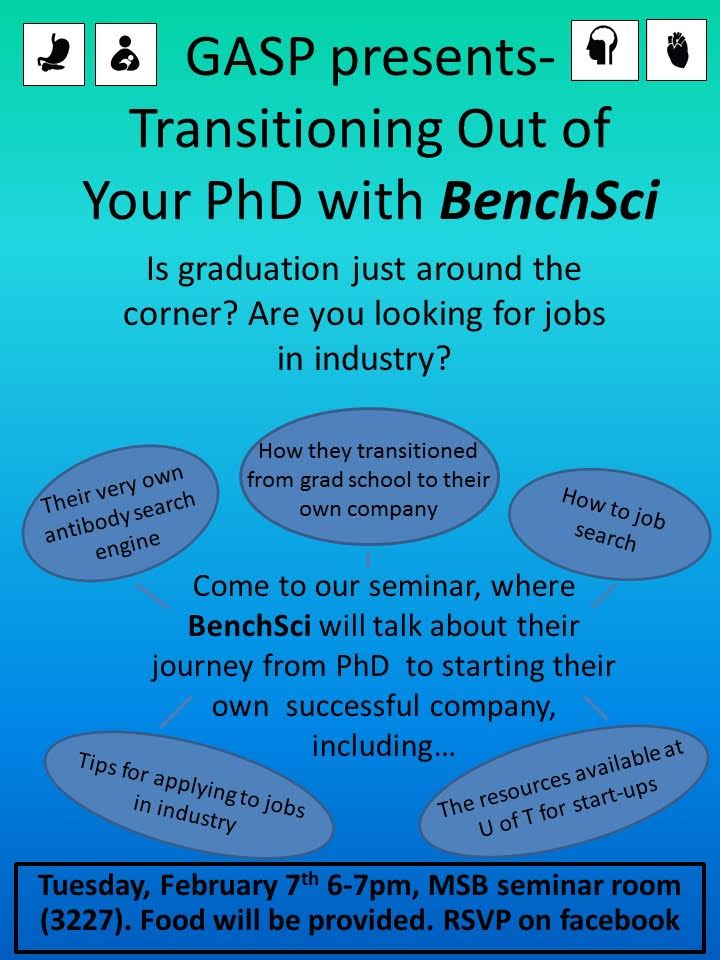 GASP presents-
Transitioning Out of
Your PhD with BenchSci
Is graduation just around the
corner? Are you looking for jobs
in industry?
Their very own
antibody search
engine
How they transitioned
from grad school to their
own company
How to job
search
Come to our seminar, where
BenchSci will talk about their
journey from PhD to starting their
own successful company,
including…
Tips for applying to jobs
in industry
The resources available at
U of T for start-ups
Tuesday, February 7th 6-7pm, MSB seminar room
(3227). Food will be provided. RSVP on facebook